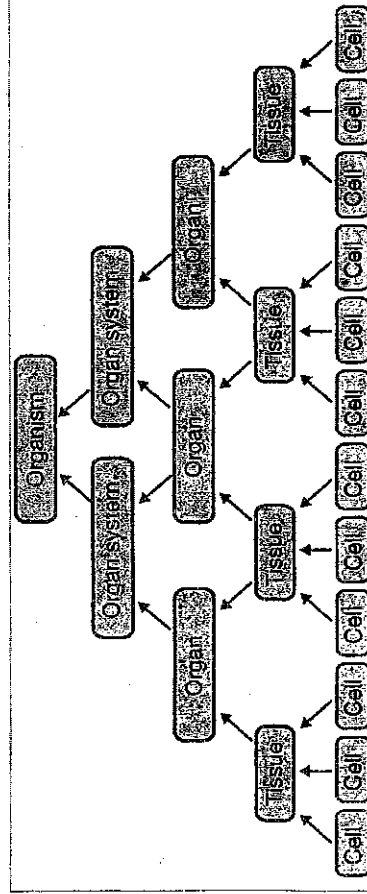 Organism
Organ system Organ system
Organ Organ Organ
Tissue Tissue Tissue Tissue
Cell Cell Cell Cell Cell Cell Cell Cell Cell Cell Cell Cell